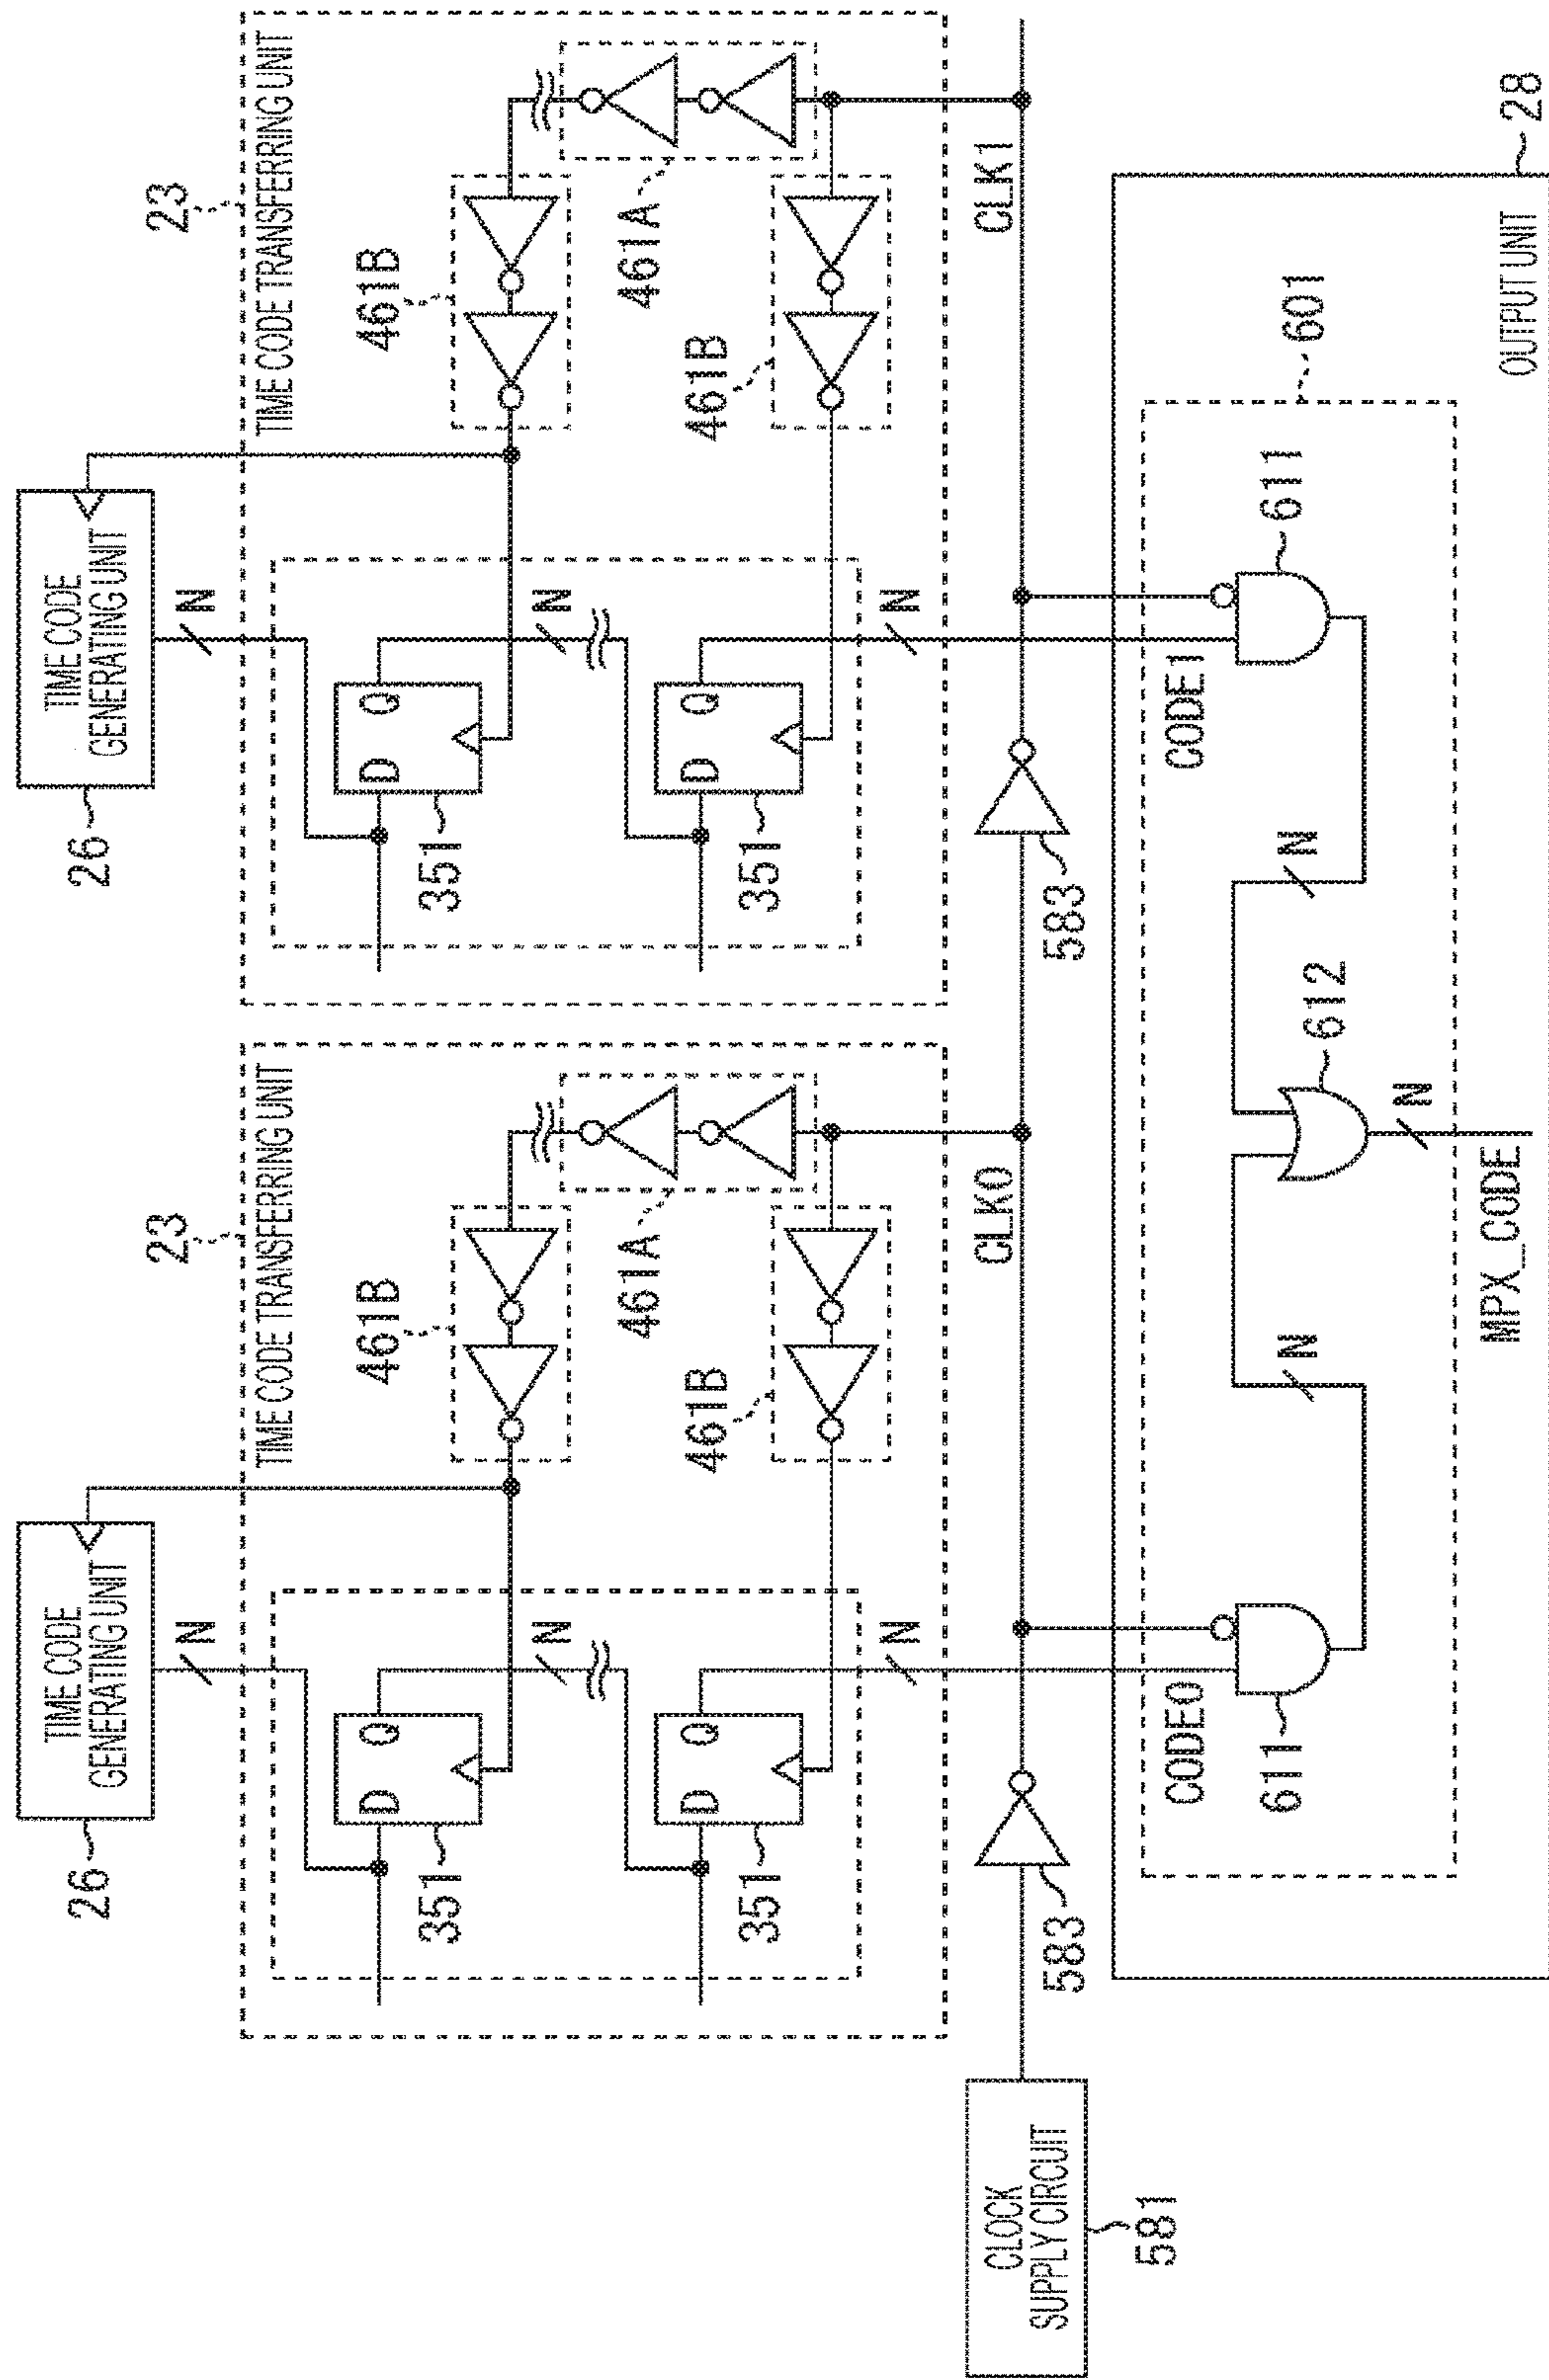 26
TIME CODE
GENERATING UNIT
26
TIME CODE
GENERATING UNIT
N
23
N
23
TIME CODE TRANSFERRING UNIT
TIME CODE TRANSFERRING UNIT
D Q
461B
D Q
461B
351
351
N
N
461A
461A
D Q
461B
D Q
461B
351
351
N
N
CLOCK
SUPPLY CIRCUIT
CLK0
CLK1
583
583
581
CODE0
CODE1
611
N
612
N
611
601
N
MPX_CODE
OUTPUT UNIT
28